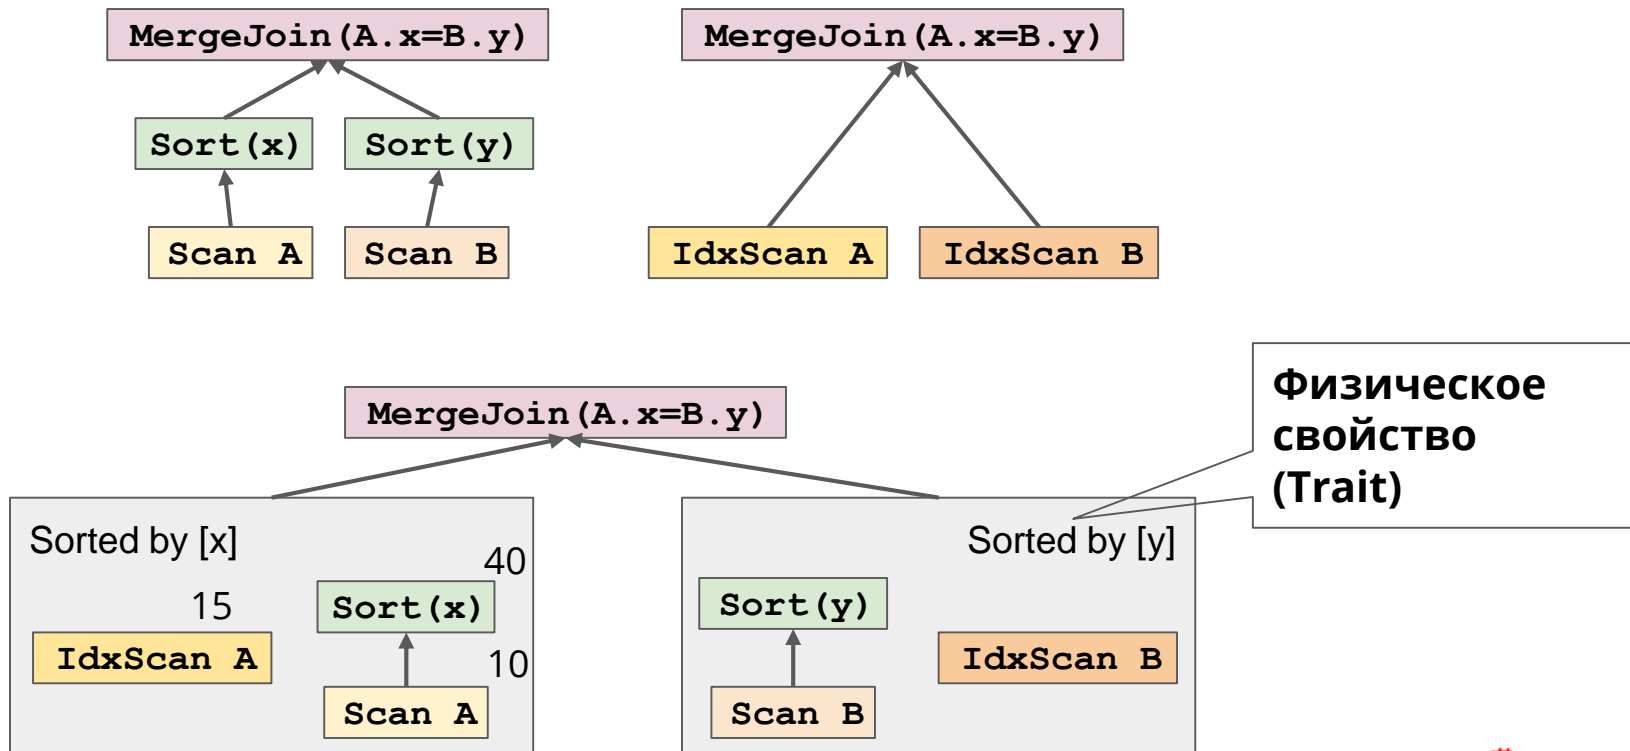 MergeJoin(A.x=B.y)
MergeJoin(A.x=B.y)
Sort(x)
Sort(y)
Scan A
Scan B
IdxScan A
IdxScan B
MergeJoin(A.x=B.y)
Физическое
свойство
(Trait)
Sorted by [x]
40
15
Sort(x)
IdxScan A
10
Scan A
Sorted by [y]
Sort(y)
IdxScan B
Scan B